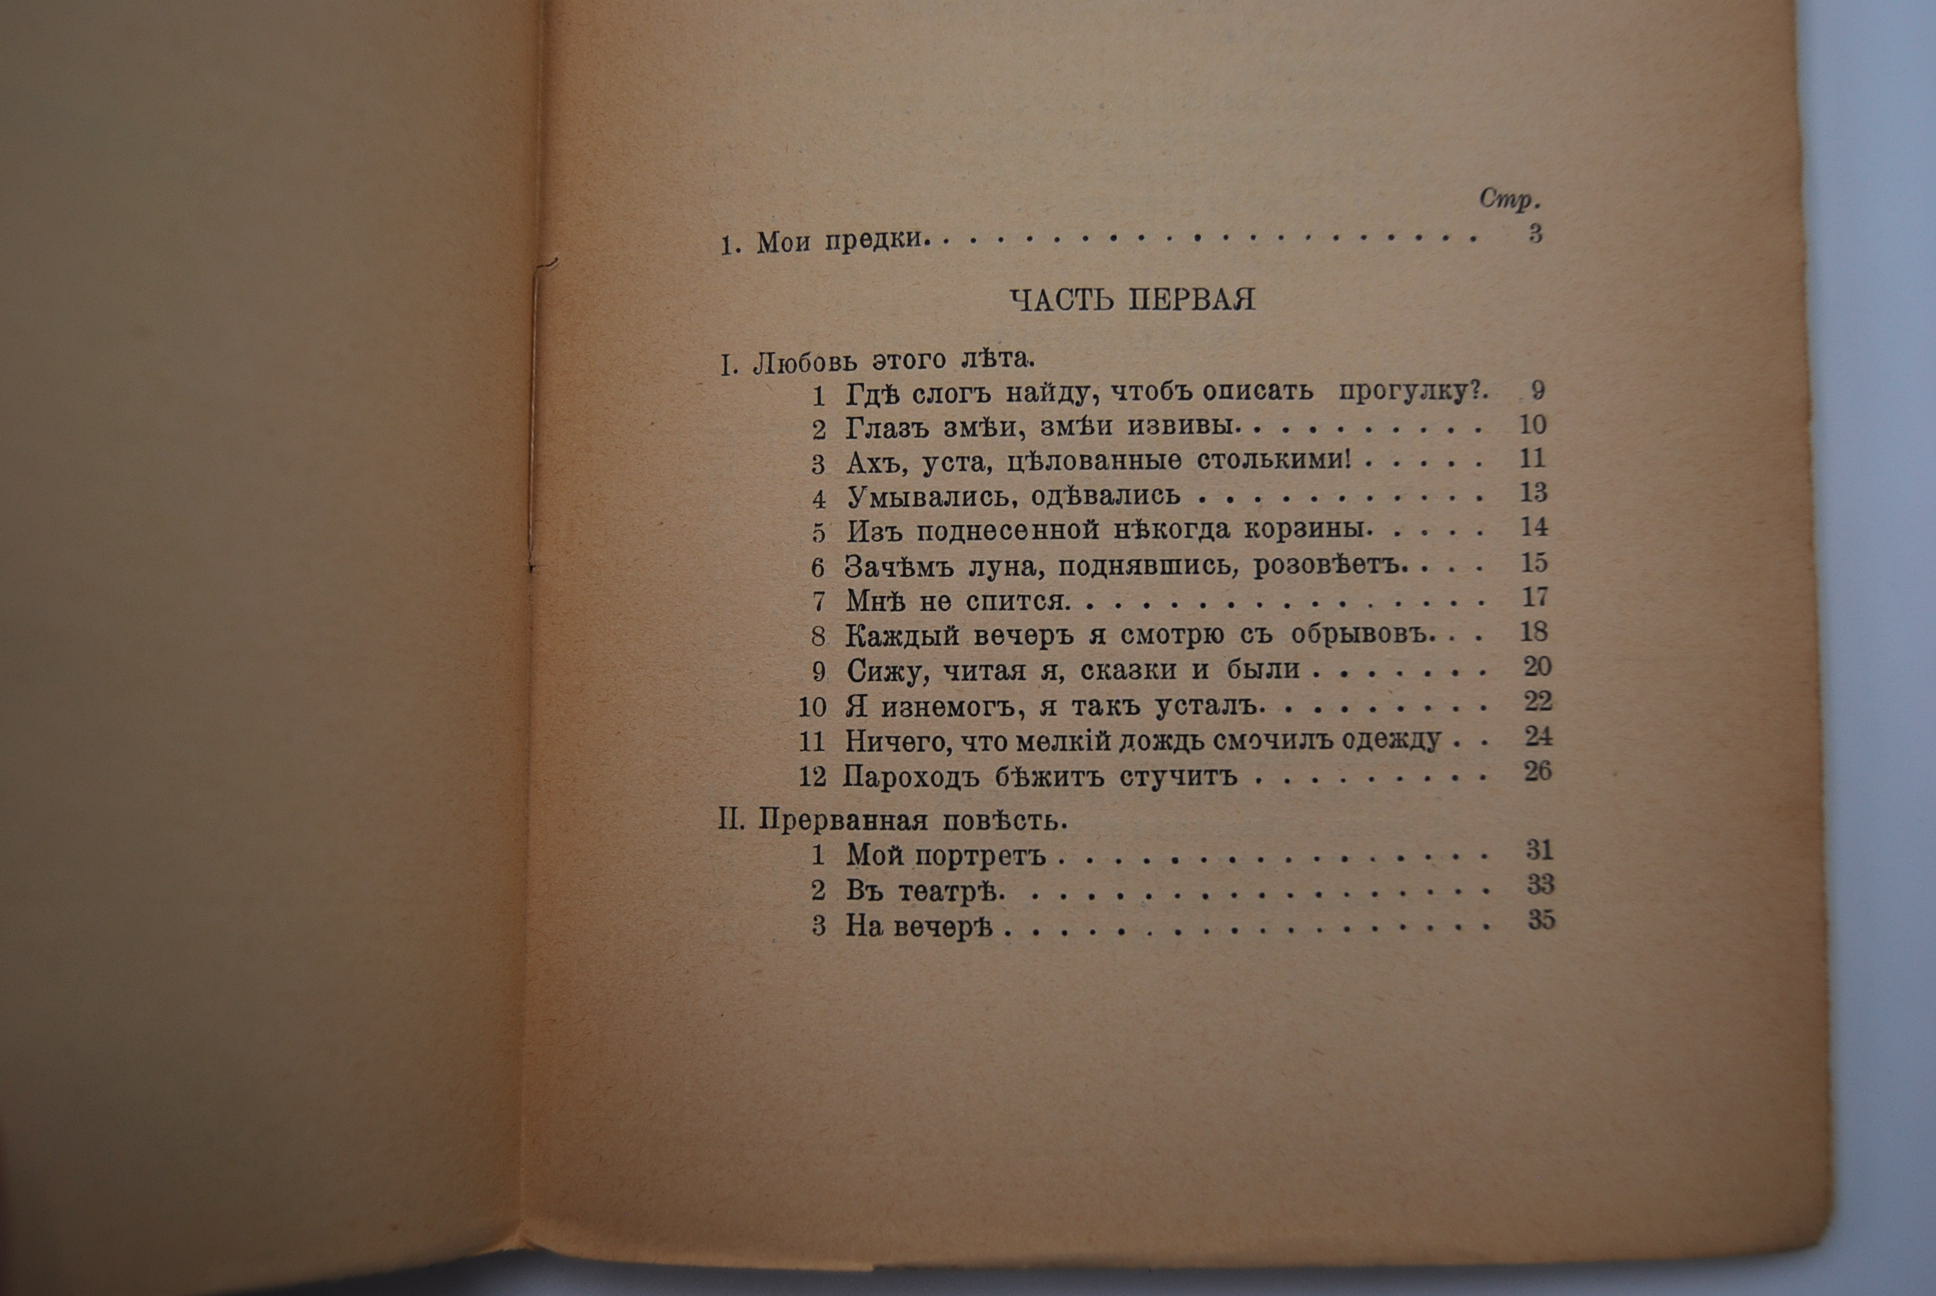 Стр.
1. Мои предки. . . . . . . . . . . . . . . . . . . . . 3
ЧАСТЬ ПЕРВАЯ
I. Любовь этого лѣта.
1 Гдѣ слогъ найду, чтобъ описать прогулку?. 9
2 Глазъ змѣи, змѣи извивы. . . . . . . . . . 10
3 Ахъ, уста, цѣлованные столькими! . . . . . 11
4 Умывались, одѣвались . . . . . . . . . . . 13
5 Изъ поднесенной нѣкогда корзины. . . . . 14
6 Зачѣмъ луна, поднявшись, розовѣетъ. . . . 15
7 Мнѣ не спится. . . . . . . . . . . . . . . . 17
8 Каждый вечеръ я смотрю съ обрывовъ. . . 18
9 Сижу, читая я, сказки и были . . . . . . . 20
10 Я изнемогъ, я такъ усталъ. . . . . . . . . 22
11 Ничего, что мелкій дождь смочилъ одежду . . 24
12 Пароходъ бѣжитъ стучитъ . . . . . . . . . 26
II. Прерванная повѣсть.
1 Мой портретъ . . . . . . . . . . . . . . . . 31
2 Въ театрѣ. . . . . . . . . . . . . . . . . . 33
3 На вечерѣ . . . . . . . . . . . . . . . . . . 35